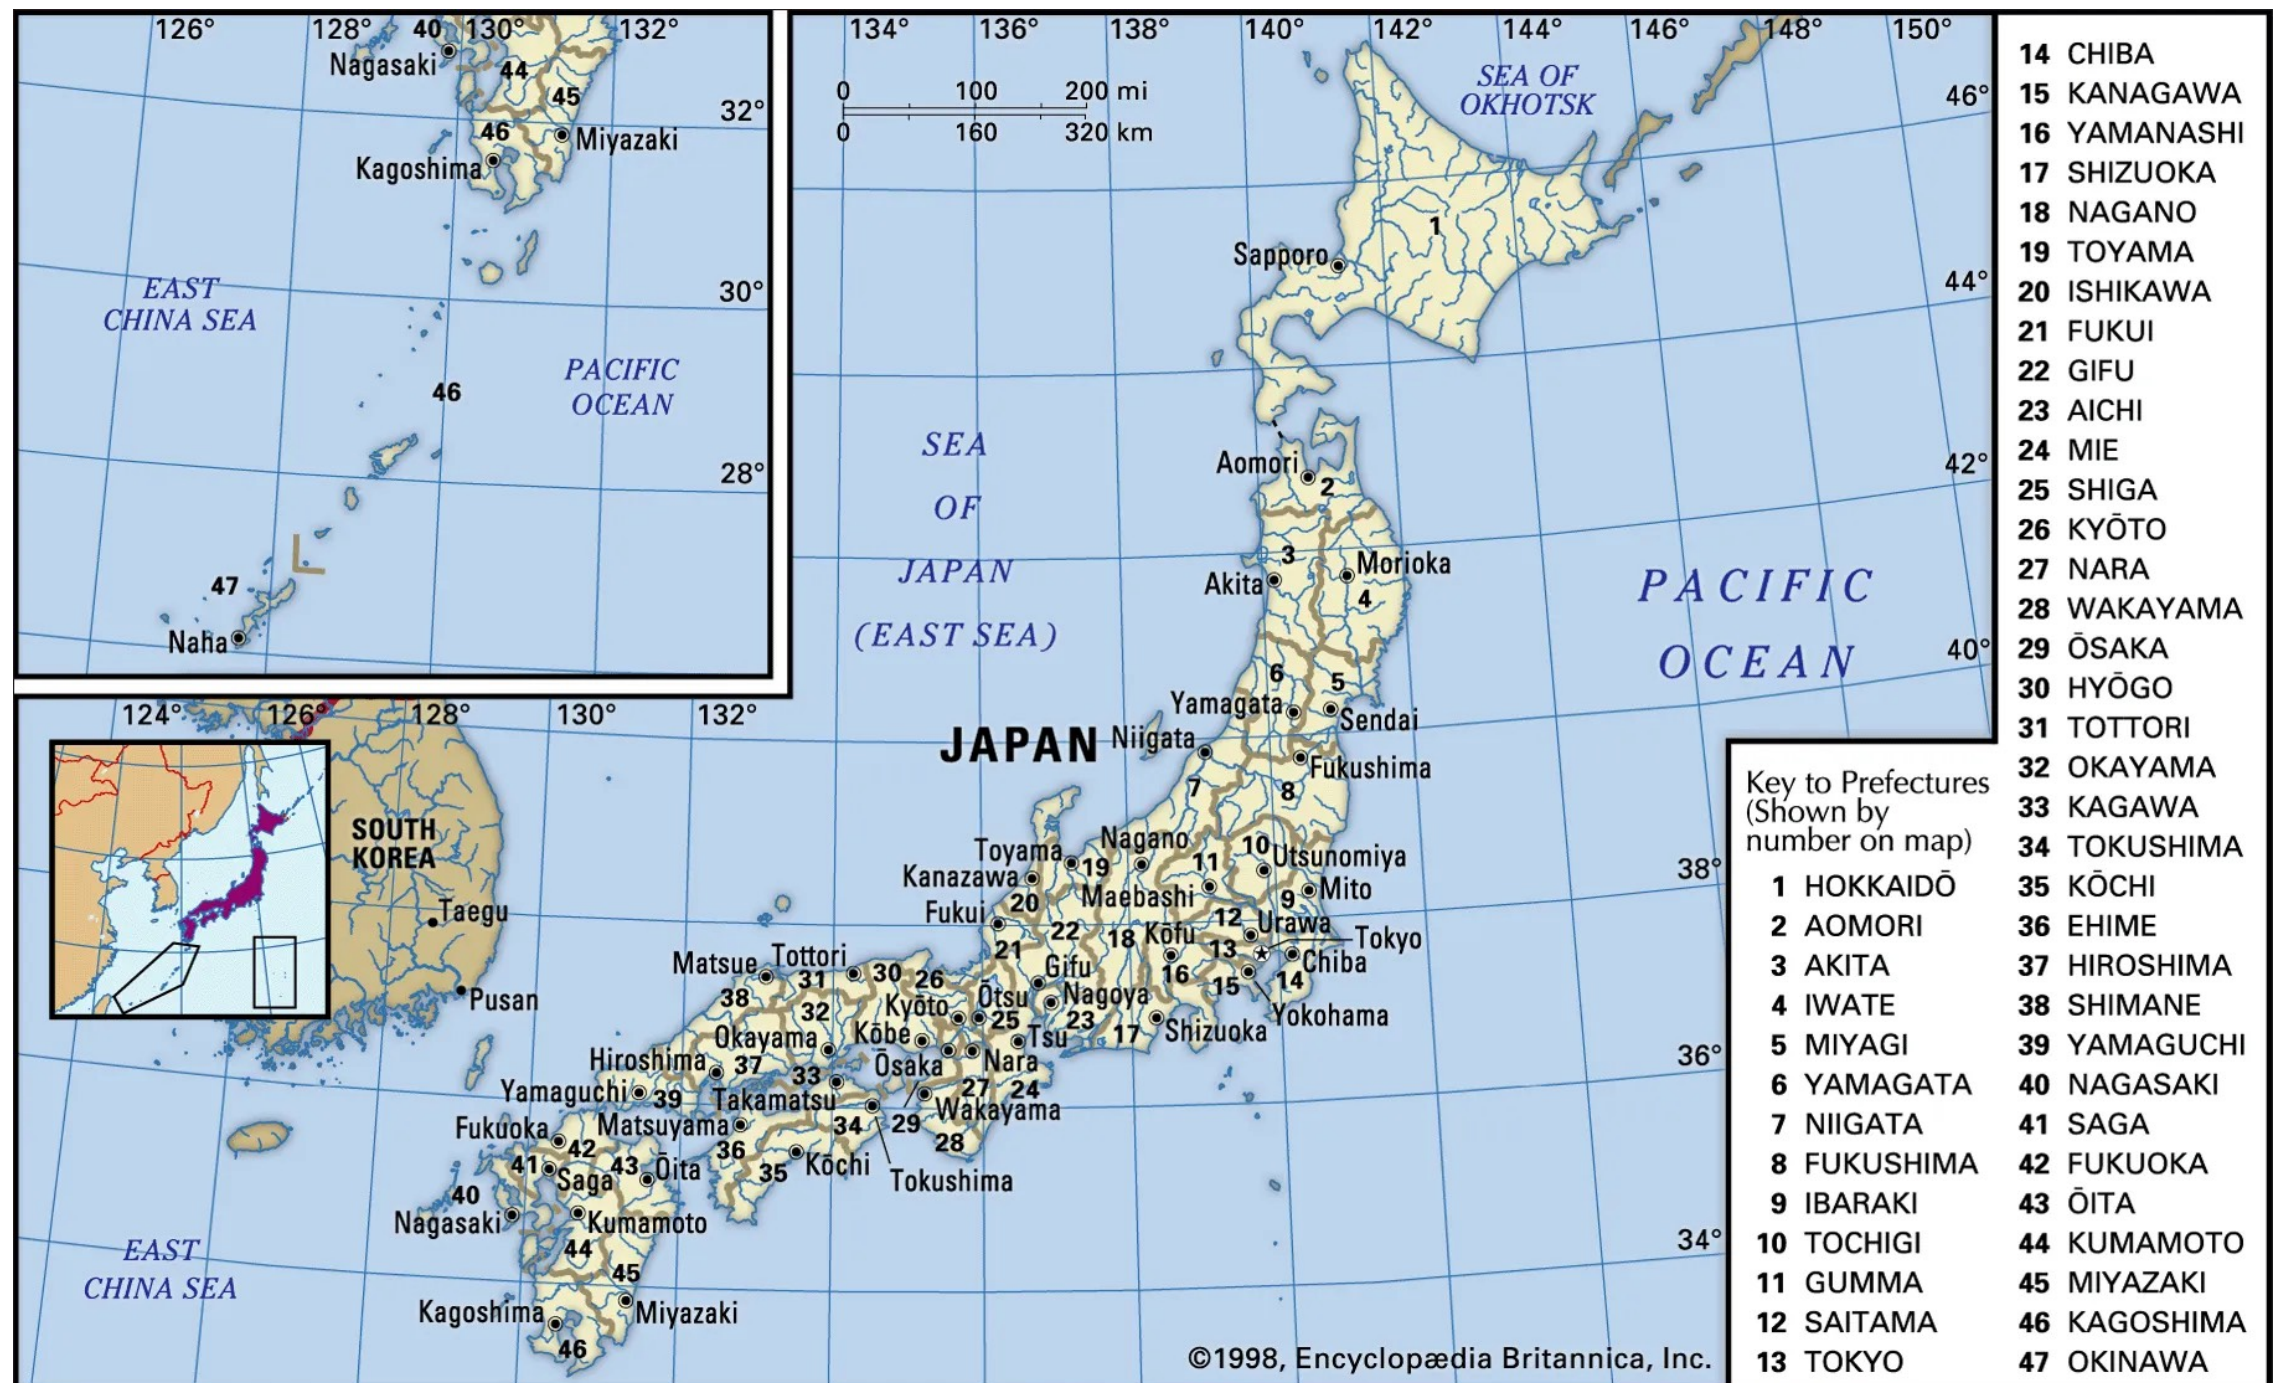 126°
128°
40
130°
132°
Nagasaki
44
45
32°
46
Miyazaki
Kagoshima
EAST
CHINA SEA
30°
PACIFIC
OCEAN
46
28°
47
Naha
134°
136°
138°
140°
142°
144°
146°
148°
150°
0 100 200 mi
0 160 320 km
SEA OF
OKHOTSK
46°
1
Sapporo
44°
SEA
OF
JAPAN
(EAST SEA)
Aomori
2
42°
3
Morioka
Akita
4
PACIFIC
OCEAN
40°
6
5
Yamagata
Sendai
JAPAN
Niigata
Fukushima
7
8
124°
126°
128°
130°
132°
SOUTH
KOREA
Taegu
Pusan
Nagano
10
Toyama
19
11
Utsunomiya
38°
Kanazawa
Maebashi
Mito
20
9
Fukui
12
Urawa
22
18
Kōfu
13
Tokyo
21
Matsue
Tottori
Gifu
Chiba
31
30
26
16
15
14
38
32
Kyōto
Ōtsu
Nagoya
25
23
17
Shizuoka
Yokohama
Okayama
Kōbe
Tsu
36°
Hiroshima
37
33
Ōsaka
Nara
Yamaguchi
39
Takamatsu
27
24
Wakayama
Fukuoka
Matsuyama
34
29
28
42
36
41
Saga
43
Ōita
35
Kōchi
Tokushima
40
Nagasaki
Kumamoto
44
34°
EAST
CHINA SEA
45
Kagoshima
Miyazaki
46
©1998, Encyclopædia Britannica, Inc.
Key to Prefectures
(Shown by
number on map)
1 HOKKAIDŌ
2 AOMORI
3 AKITA
4 IWATE
5 MIYAGI
6 YAMAGATA
7 NIIGATA
8 FUKUSHIMA
9 IBARAKI
10 TOCHIGI
11 GUMMA
12 SAITAMA
13 TOKYO
14 CHIBA
15 KANAGAWA
16 YAMANASHI
17 SHIZUOKA
18 NAGANO
19 TOYAMA
20 ISHIKAWA
21 FUKUI
22 GIFU
23 AICHI
24 MIE
25 SHIGA
26 KYŌTO
27 NARA
28 WAKAYAMA
29 ŌSAKA
30 HYŌGO
31 TOTTORI
32 OKAYAMA
33 KAGAWA
34 TOKUSHIMA
35 KŌCHI
36 EHIME
37 HIROSHIMA
38 SHIMANE
39 YAMAGUCHI
40 NAGASAKI
41 SAGA
42 FUKUOKA
43 ŌITA
44 KUMAMOTO
45 MIYAZAKI
46 KAGOSHIMA
47 OKINAWA